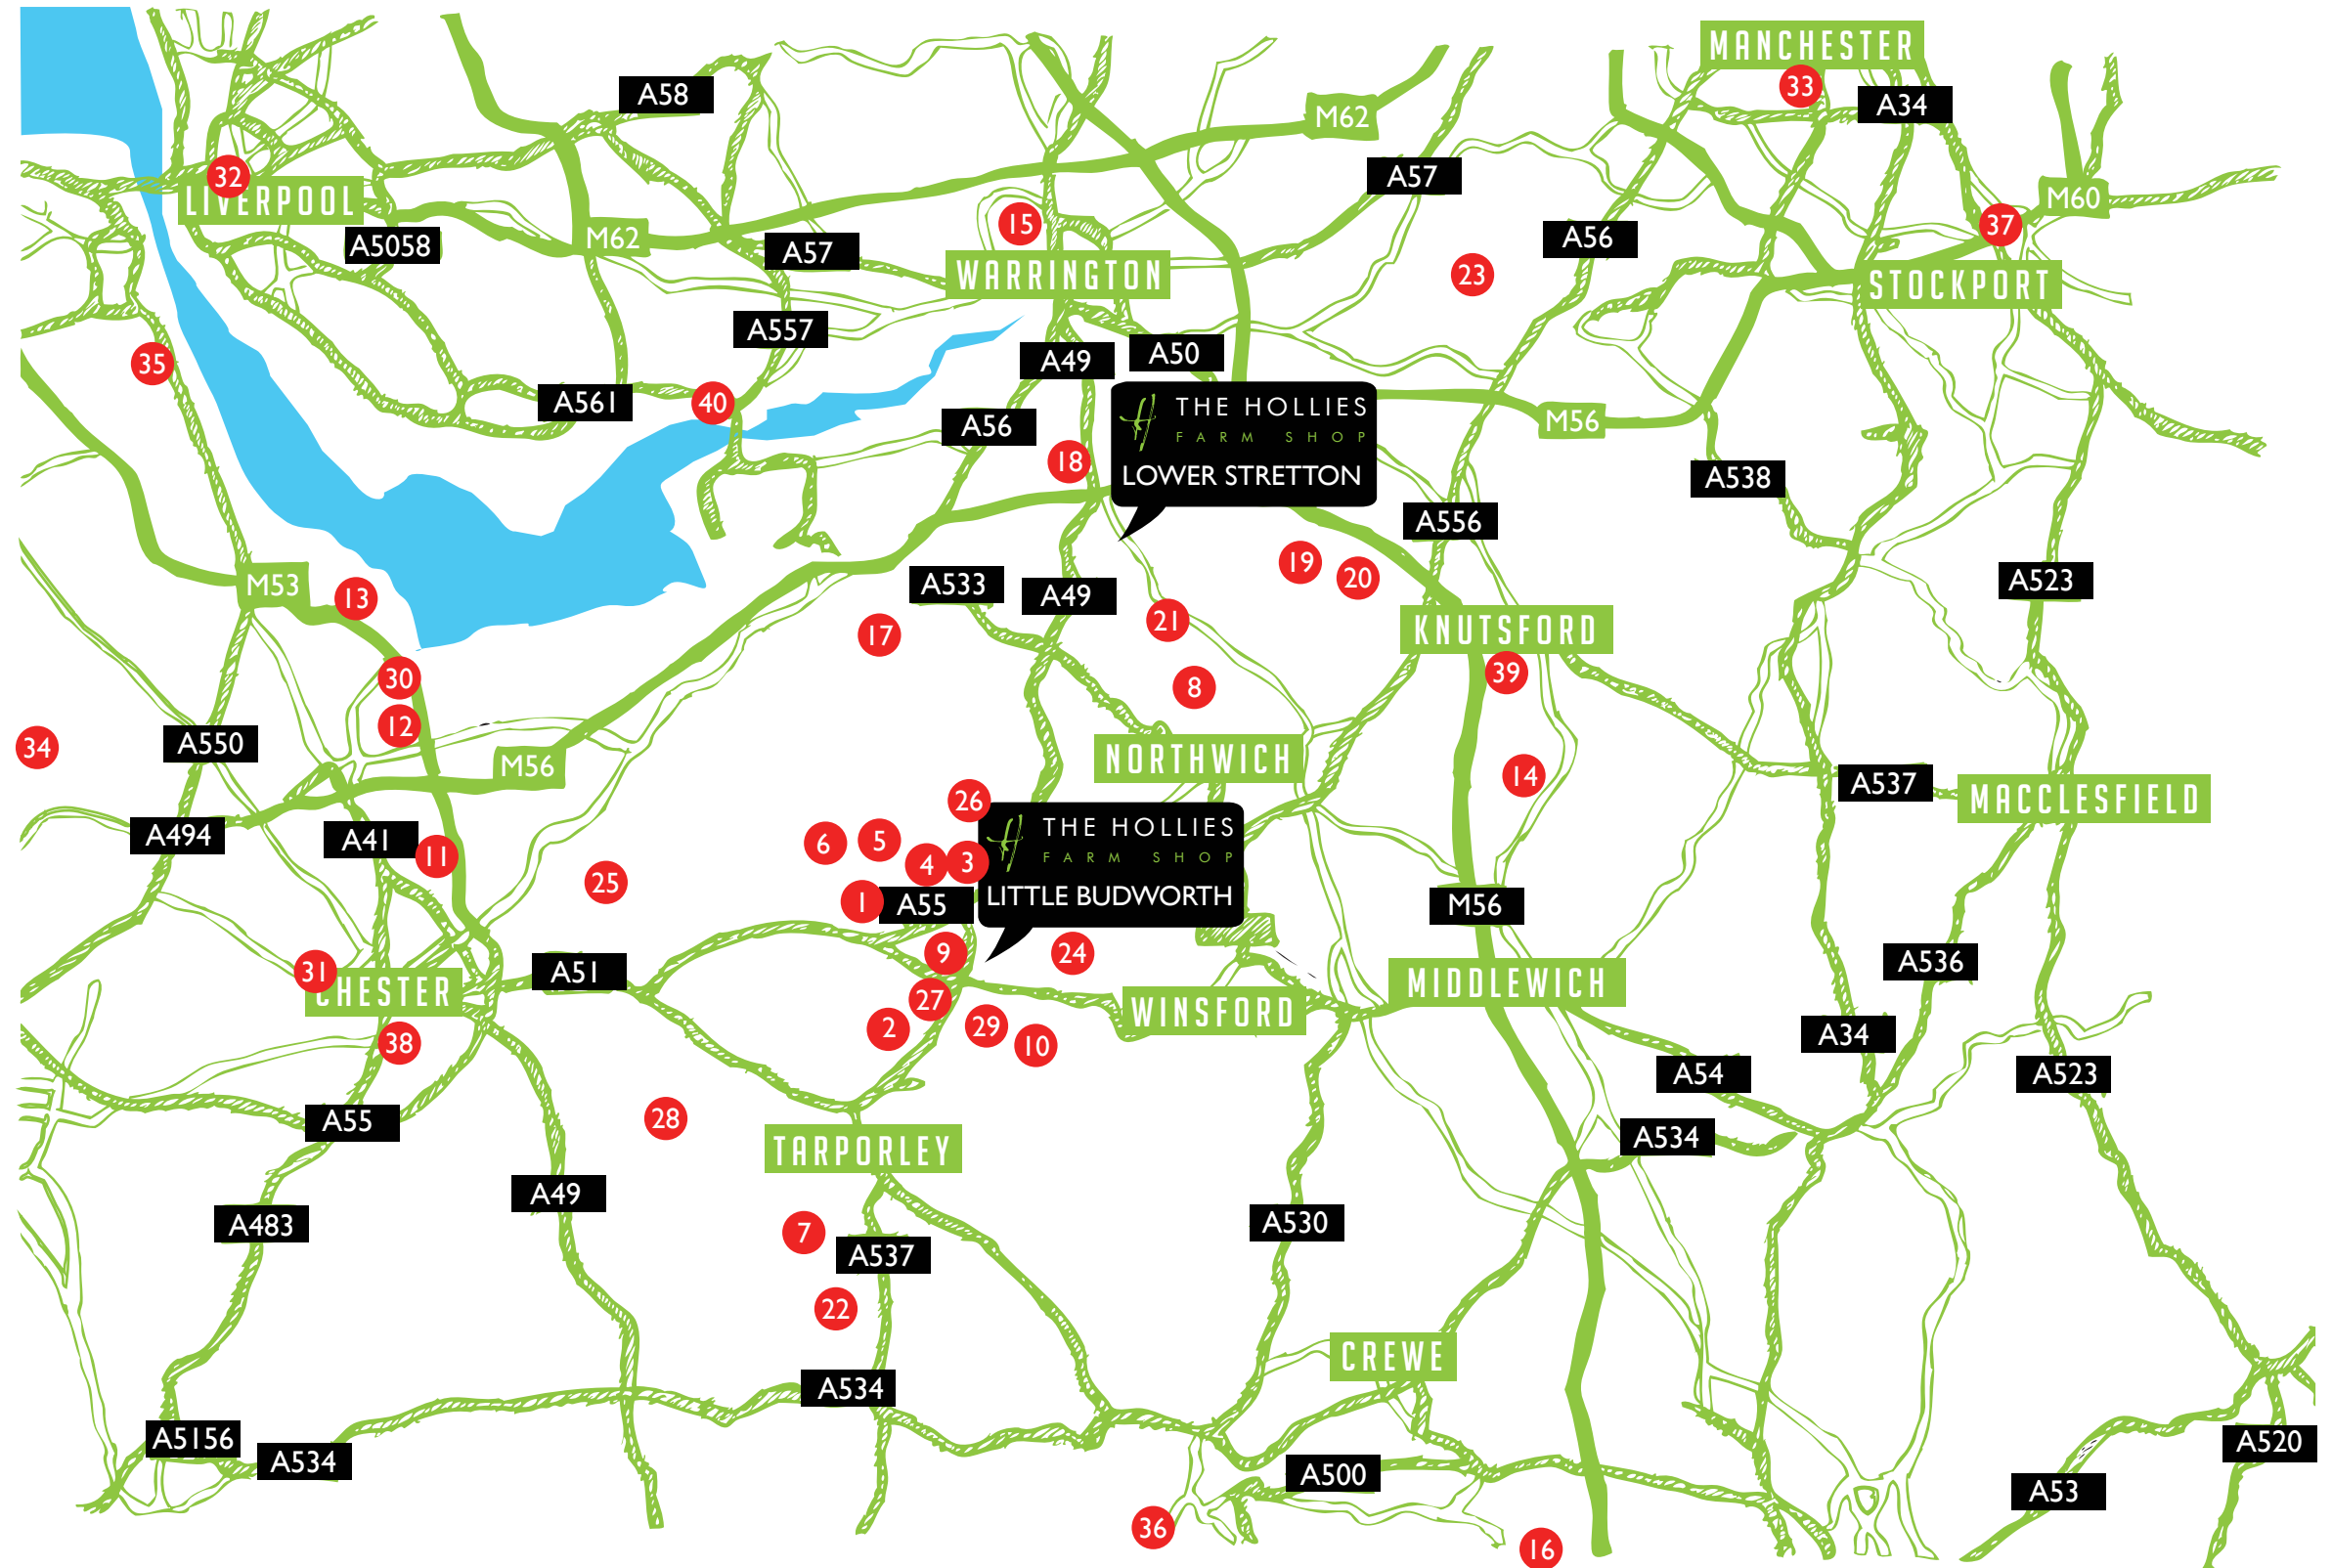 MANCHESTER
33
A58
A34
M62
A57
32
LIVERPOOL
M60
15
37
A5058
M62
A57
A56
WARRINGTON
23
STOCKPORT
A557
35
A49
A50
A561
40
THE HOLLIES
FARM SHOP
LOWER STRETTON
A56
M56
18
A538
A556
19
20
M53
13
A533
A49
A523
17
21
KNUTSFORD
30
8
39
12
34
A550
M56
NORTHWICH
14
A537
MACCLESFIELD
26
THE HOLLIES
FARM SHOP
LITTLE BUDWORTH
A494
A41
11
6
5
4
3
25
1
A55
M56
9
24
A536
31
CHESTER
A51
MIDDLEWICH
27
WINSFORD
2
29
10
38
A34
A54
A523
A55
28
A534
TARPORLEY
A49
A483
7
A537
A530
22
CREWE
A534
A5156
A534
A500
A520
A53
36
16